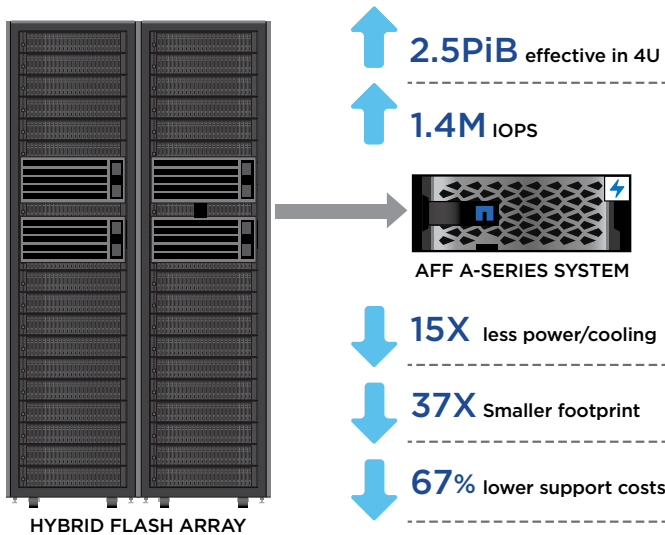 2.5PiB effective in 4U
1.4M IOPS
AFF A-SERIES SYSTEM
15X less power/cooling
37X Smaller footprint
67% lower support costs
HYBRID FLASH ARRAY